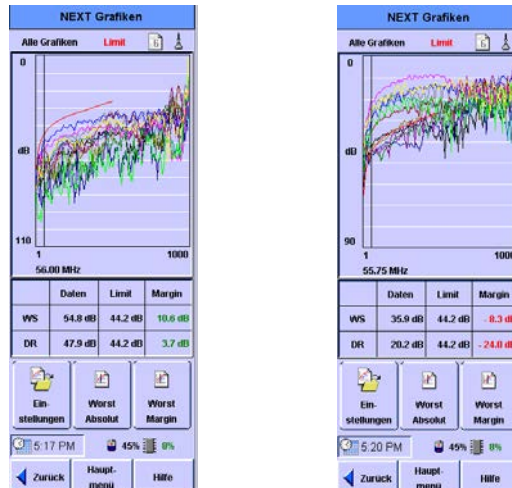 NEXT Grafiken
Alle Grafiken Limit 6
0
dB
110
1 1000
56.00 MHz
Daten Limit Margin
WS 54.8 dB 44.2 dB 10.6 dB
DR 47.9 dB 44.2 dB 3.7 dB
Ein-
stellungen
Worst
Absolut
Worst
Margin
5:17 PM 45% 0%
Zurück
Haupt-
menü
Hilfe
NEXT Grafiken
Alle Grafiken Limit 6
0
dB
90
1 1000
55.75 MHz
Daten Limit Margin
WS 35.9 dB 44.2 dB - 8.3 d
DR 20.2 dB 44.2 dB - 24.0 d
Ein-
stellungen
Worst
Absolut
Worst
Margin
5:20 PM 45% 0%
Zurück
Haupt-
menü
Hilfe